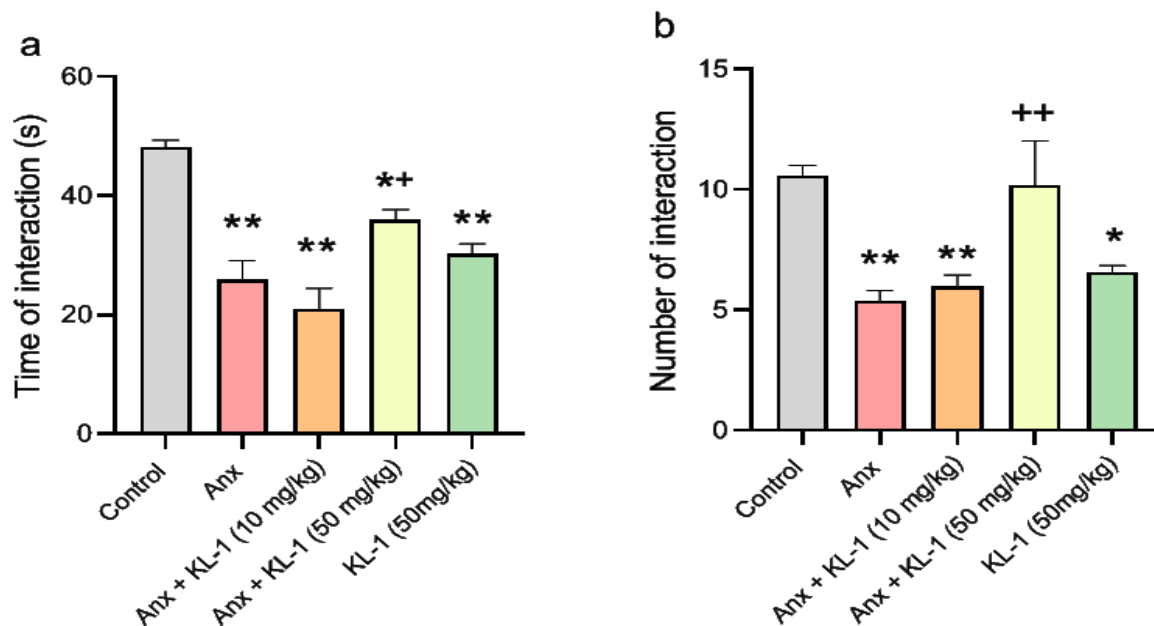 a
Time of interaction (s)
60
40
20
0
**
**
*+
**
Control
Anx
Anx + KL-1 (10 mg/kg)
Anx + KL-1 (50 mg/kg)
KL-1 (50mg/kg)
b
Number of interaction
15
10
5
0
**
**
++
*
Control
Anx
Anx + KL-1 (10 mg/kg)
Anx + KL-1 (50 mg/kg)
KL-1 (50mg/kg)